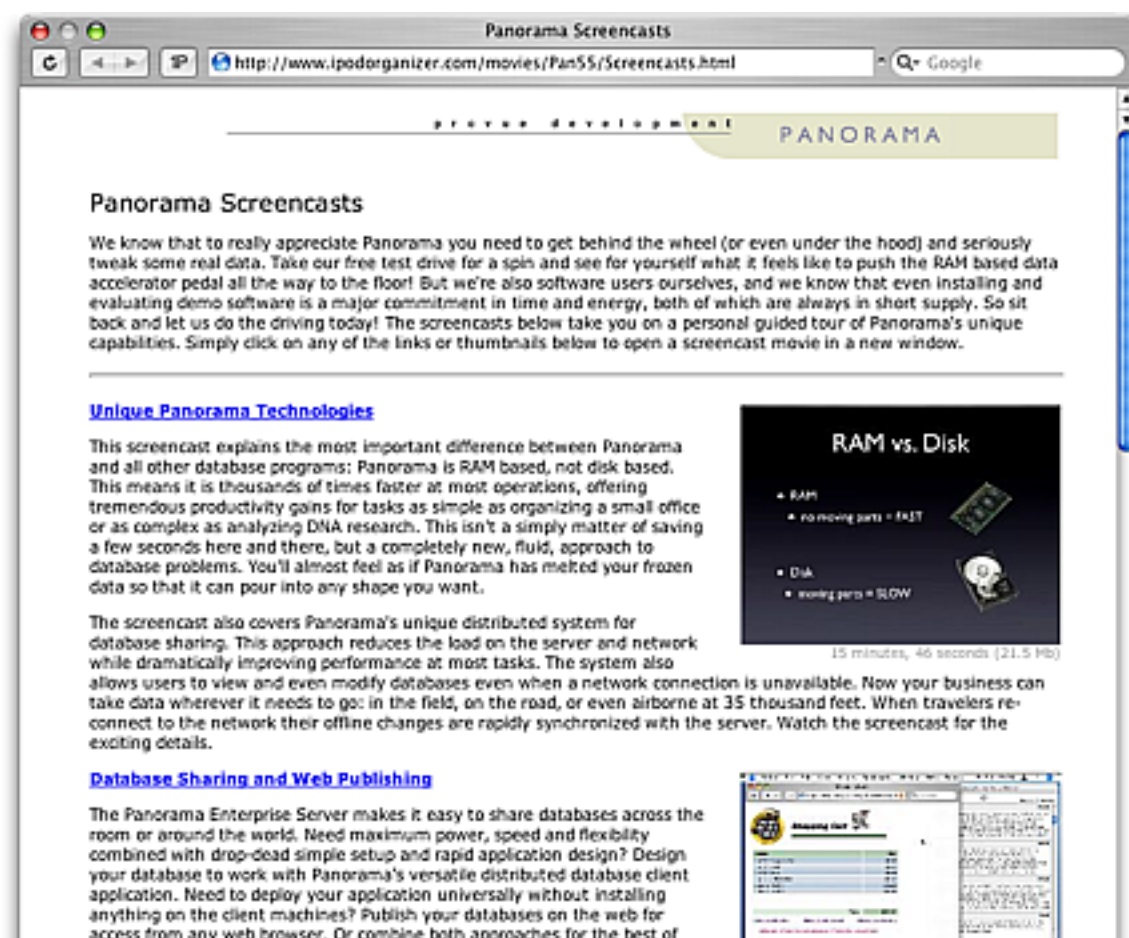 Panorama Screencasts
http://www.ipodorganizer.com/movies/Pan55/Screencasts.html
Google
provue development
PANORAMA
Panorama Screencasts
We know that to really appreciate Panorama you need to get behind the wheel (or even under the hood) and seriously
tweak some real data. Take our free test drive for a spin and see for yourself what it feels like to push the RAM based data
accelerator pedal all the way to the floor! But we're also software users ourselves, and we know that even installing and
evaluating demo software is a major commitment in time and energy, both of which are always in short supply. So sit
back and let us do the driving today! The screencasts below take you on a personal guided tour of Panorama's unique
capabilities. Simply click on any of the links or thumbnails below to open a screencast movie in a new window.
Unique Panorama Technologies
This screencast explains the most important difference between Panorama
and all other database programs: Panorama is RAM based, not disk based.
This means it is thousands of times faster at most operations, offering
tremendous productivity gains for tasks as simple as organizing a small office
or as complex as analyzing DNA research. This isn't a simply matter of saving
a few seconds here and there, but a completely new, fluid, approach to
database problems. You'll almost feel as if Panorama has melted your frozen
data so that it can pour into any shape you want.
RAM vs. Disk
RAM
no moving parts = FAST
Disk
moving parts = SLOW
15 minutes, 46 seconds (21.5 Mb)
The screencast also covers Panorama's unique distributed system for
database sharing. This approach reduces the load on the server and network
while dramatically improving performance at most tasks. The system also
allows users to view and even modify databases even when a network connection is unavailable. Now your business can
take data wherever it needs to go: in the field, on the road, or even airborne at 35 thousand feet. When travelers re-
connect to the network their offline changes are rapidly synchronized with the server. Watch the screencast for the
exciting details.
Database Sharing and Web Publishing
The Panorama Enterprise Server makes it easy to share databases across the
room or around the world. Need maximum power, speed and flexibility
combined with drop-dead simple setup and rapid application design? Design
your database to work with Panorama's versatile distributed database client
application. Need to deploy your application universally without installing
anything on the client machines? Publish your databases on the web for
access from any web browser. Or combine both approaches for the best of
Shopping Cart